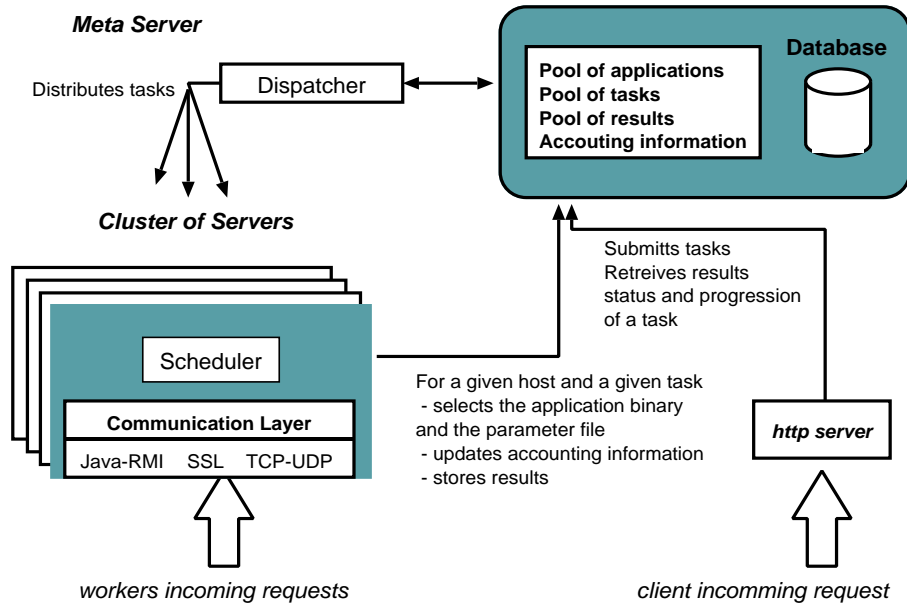 Meta Server
Distributes tasks
Dispatcher
Database
Pool of applications
Pool of tasks
Pool of results
Accouting information
Cluster of Servers
Submitts tasks
Retreives results
status and progression
of a task
Scheduler
Communication Layer
Java-RMI SSL TCP-UDP
For a given host and a given task
- selects the application binary
and the parameter file
- updates accounting information
- stores results
http server
workers incoming requests
client incomming request